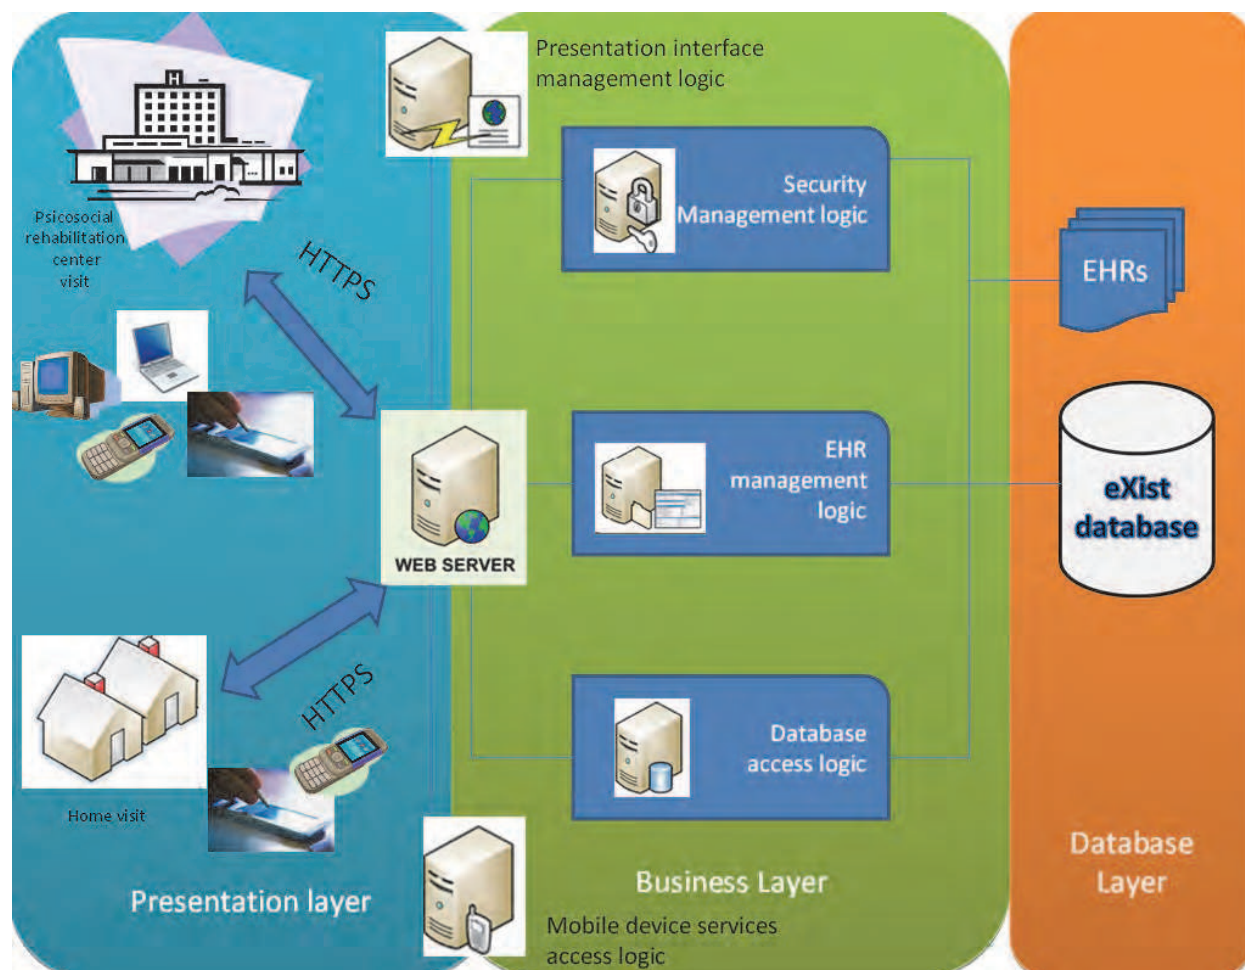 H
Presentation interface
management logic
Psicosocial
rehabilitation
center
visit
HTTPS
Security
Management logic
EHRs
EHR
management
logic
WEB SERVER
eXist
database
HTTPS
Home visit
Database
access logic
Presentation layer
Business Layer
Database
Layer
Mobile device services
access logic